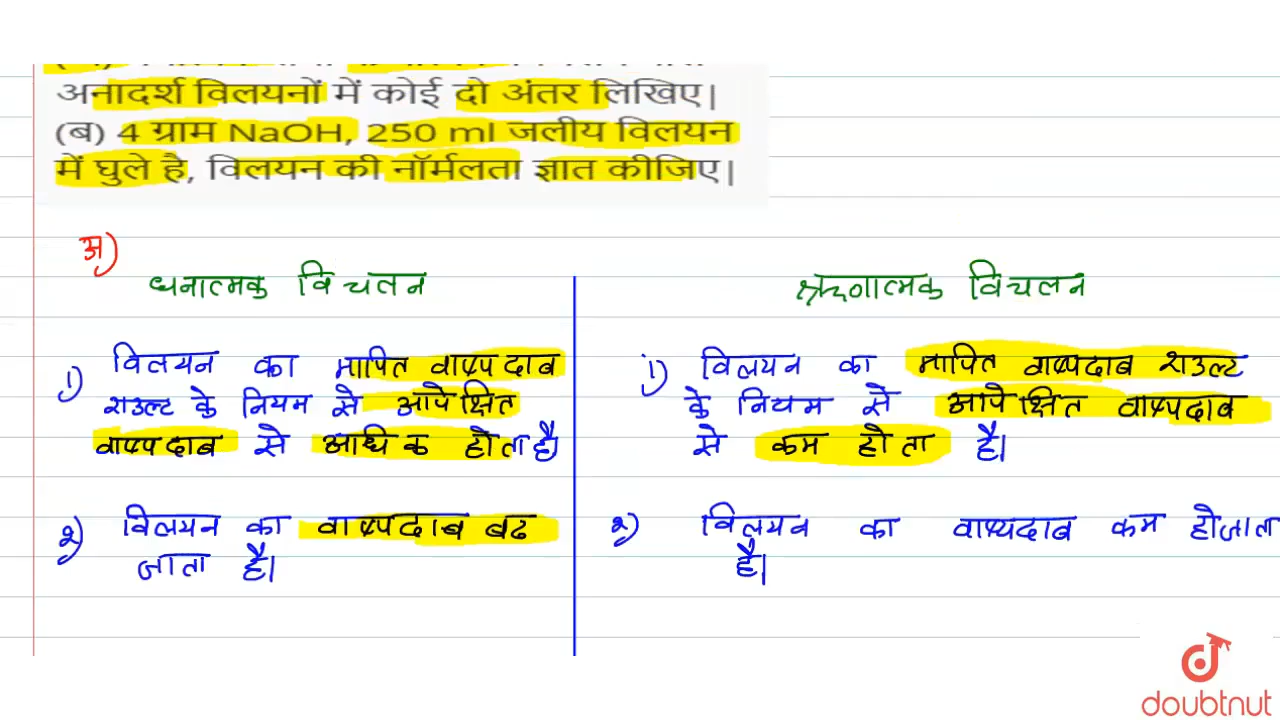 अनादर्श विलयनों में कोई दो अंतर लिखिए|
(ब) 4 ग्राम NaOH, 250 ml जलीय विलयन
में घुले है, विलयन की नॉर्मलता ज्ञात कीजिए|
अ)
धनात्मक विचलन
ऋणात्मक विचलन
1) विलयन का मापित वाष्पदाब
राउल्ट के नियम से आपेक्षित
वाष्पदाब से अधिक होता है।
1) विलयन का मापित वाष्पदाब राउल्ट
के नियम से आपेक्षित वाष्पदाब
से कम होता है।
2) विलयन का वाष्पदाब बढ
जाता है।
2) विलयन का वाष्पदाब कम होजाता
है।
doubtnut